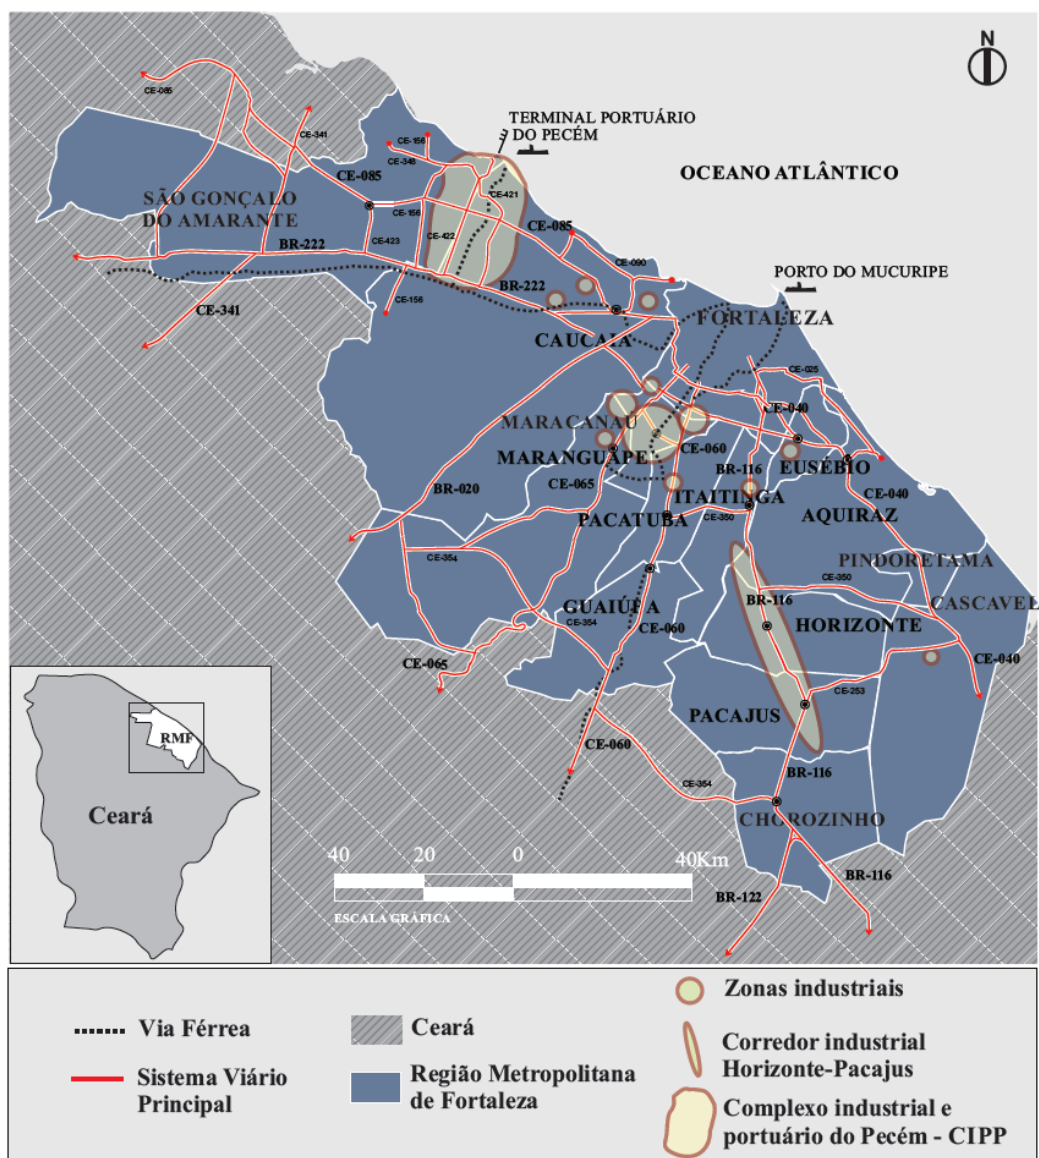 N
TERMINAL PORTUÁRIO
DO PECÉM
OCEANO ATLÂNTICO
PORTO DO MUCURIPE
CE-085
CE-341
CE-156
CE-348
CE-085
CE-421
SÃO GONÇALO
DO AMARANTE
CE-156
CE-422
CE-423
BR-222
CE-085
CE-090
BR-222
CE-156
CE-341
CAUCAIA
FORTALEZA
CE-025
CE-040
MARACANAÚ
MARANGUAPE
CE-060
BR-116
EUSÉBIO
CE-065
BR-020
ITAITINGA
CE-040
PACATUBA
CE-350
AQUIRAZ
CE-354
PINDORETAMA
CE-350
CASCAVEL
GUAIÚBA
CE-354
CE-060
BR-116
HORIZONTE
CE-065
CE-040
CE-253
PACAJUS
CE-060
BR-116
CE-354
CHOROZINHO
BR-122
BR-116
40
20
0
40Km
ESCALA GRÁFICA
RMF
Ceará
Via Férrea
Sistema Viário
Principal
Ceará
Região Metropolitana
de Fortaleza
Zonas industriais
Corredor industrial
Horizonte-Pacajus
Complexo industrial e
portuário do Pecém - CIPP